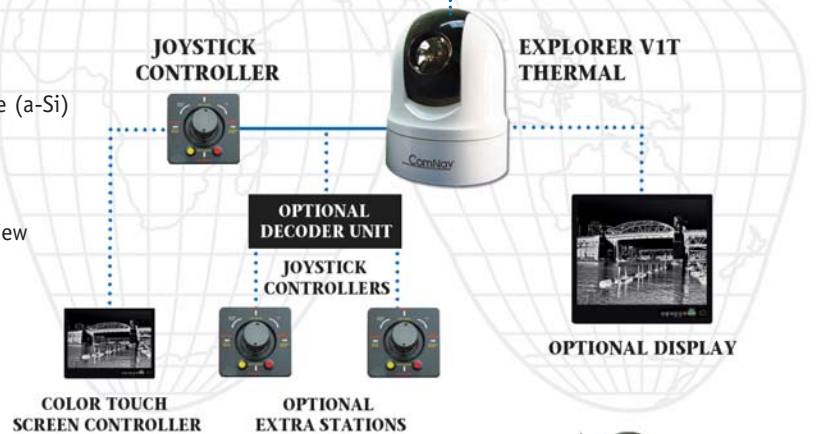 JOYSTICK
CONTROLLER
EXPLORER V1T
THERMAL
e (a-Si)
ComNav
OPTIONAL
DECODER UNIT
iew
JOYSTICK
CONTROLLERS
OPTIONAL DISPLAY
COLOR TOUCH
SCREEN CONTROLLER
OPTIONAL
EXTRA STATIONS